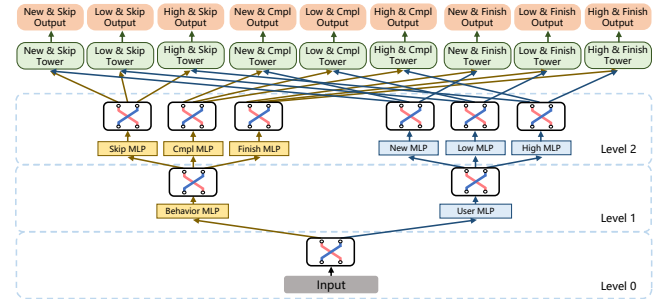 New & Skip Output
Low & Skip Output
High & Skip Output
New & Cmpl Output
Low & Cmpl Output
High & Cmpl Output
New & Finish Output
Low & Finish Output
High & Finish Output
New & Skip Tower
Low & Skip Tower
High & Skip Tower
New & Cmpl Tower
Low & Cmpl Tower
High & Cmpl Tower
New & Finish Tower
Low & Finish Tower
High & Finish Tower
Skip MLP
Cmpl MLP
Finish MLP
New MLP
Low MLP
High MLP
Level 2
Behavior MLP
User MLP
Level 1
Input
Level 0